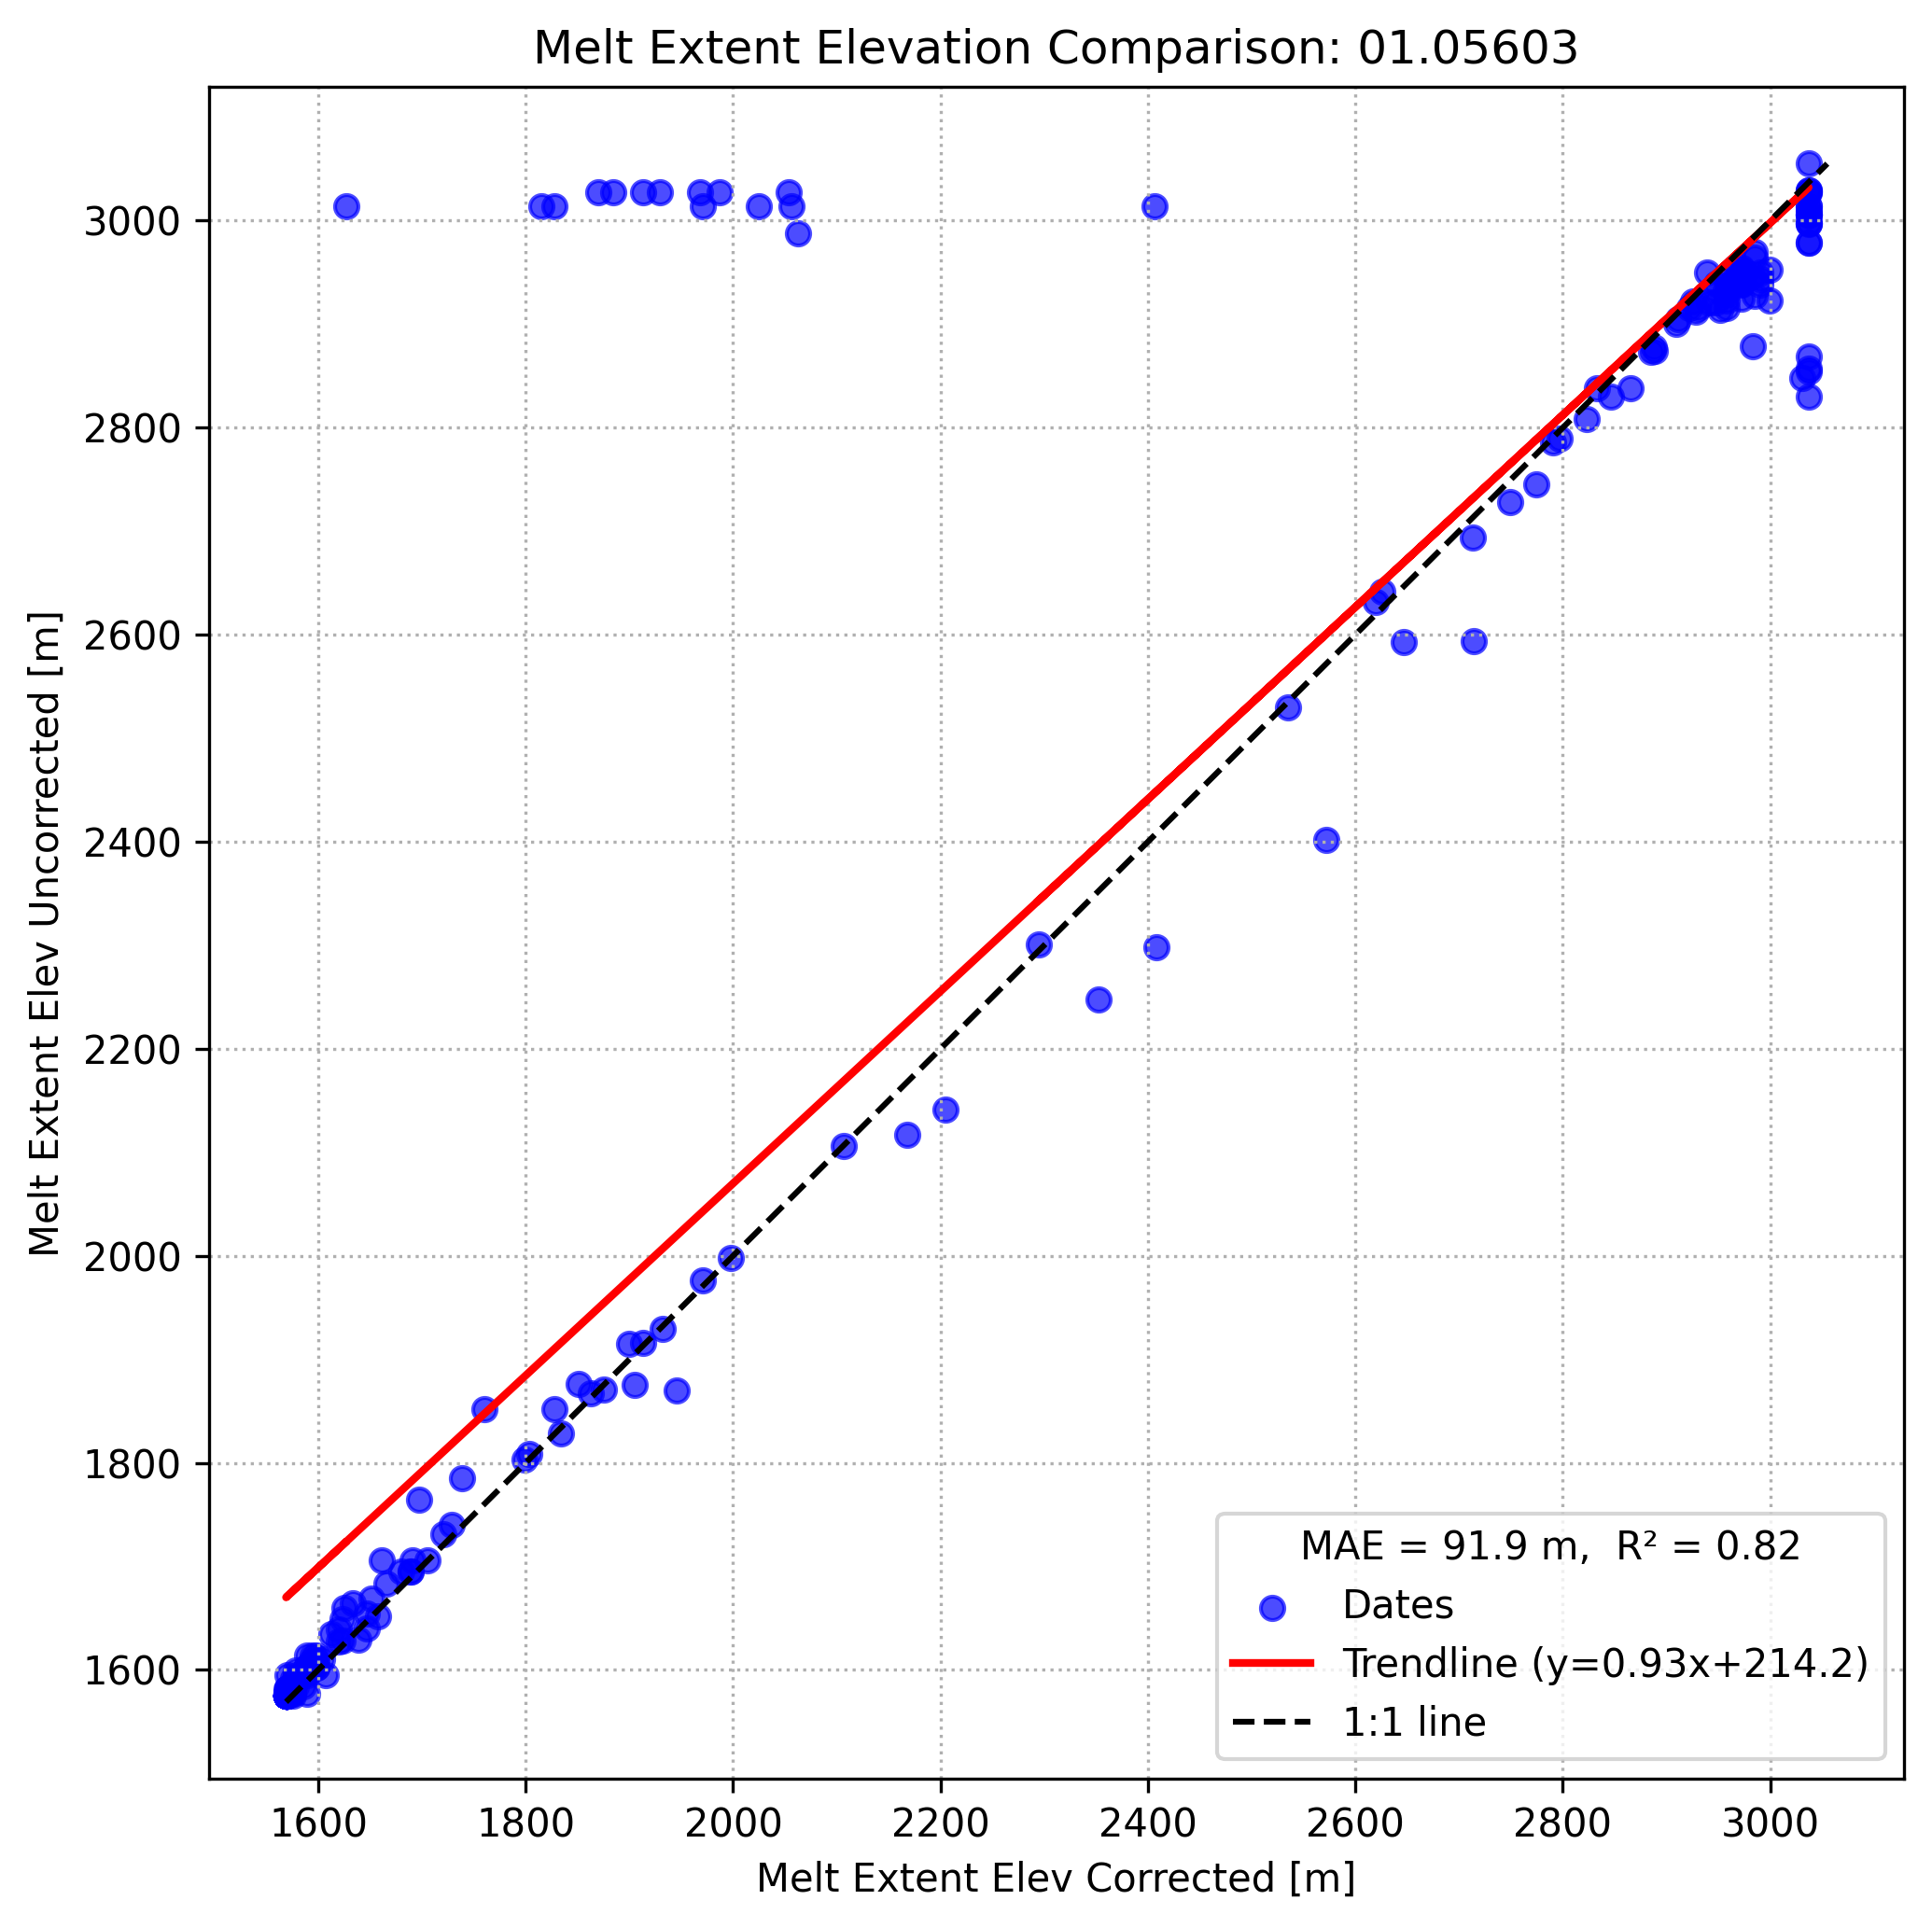 Melt Extent Elevation Comparison: 01.05603
3000
2800
2600
2400
2200
2000
1800
1600
Melt Extent Elev Uncorrected [m]
MAE = 91.9 m,  R² = 0.82
Dates
Trendline (y=0.93x+214.2)
1:1 line
1600 1800 2000 2200 2400 2600 2800 3000
Melt Extent Elev Corrected [m]